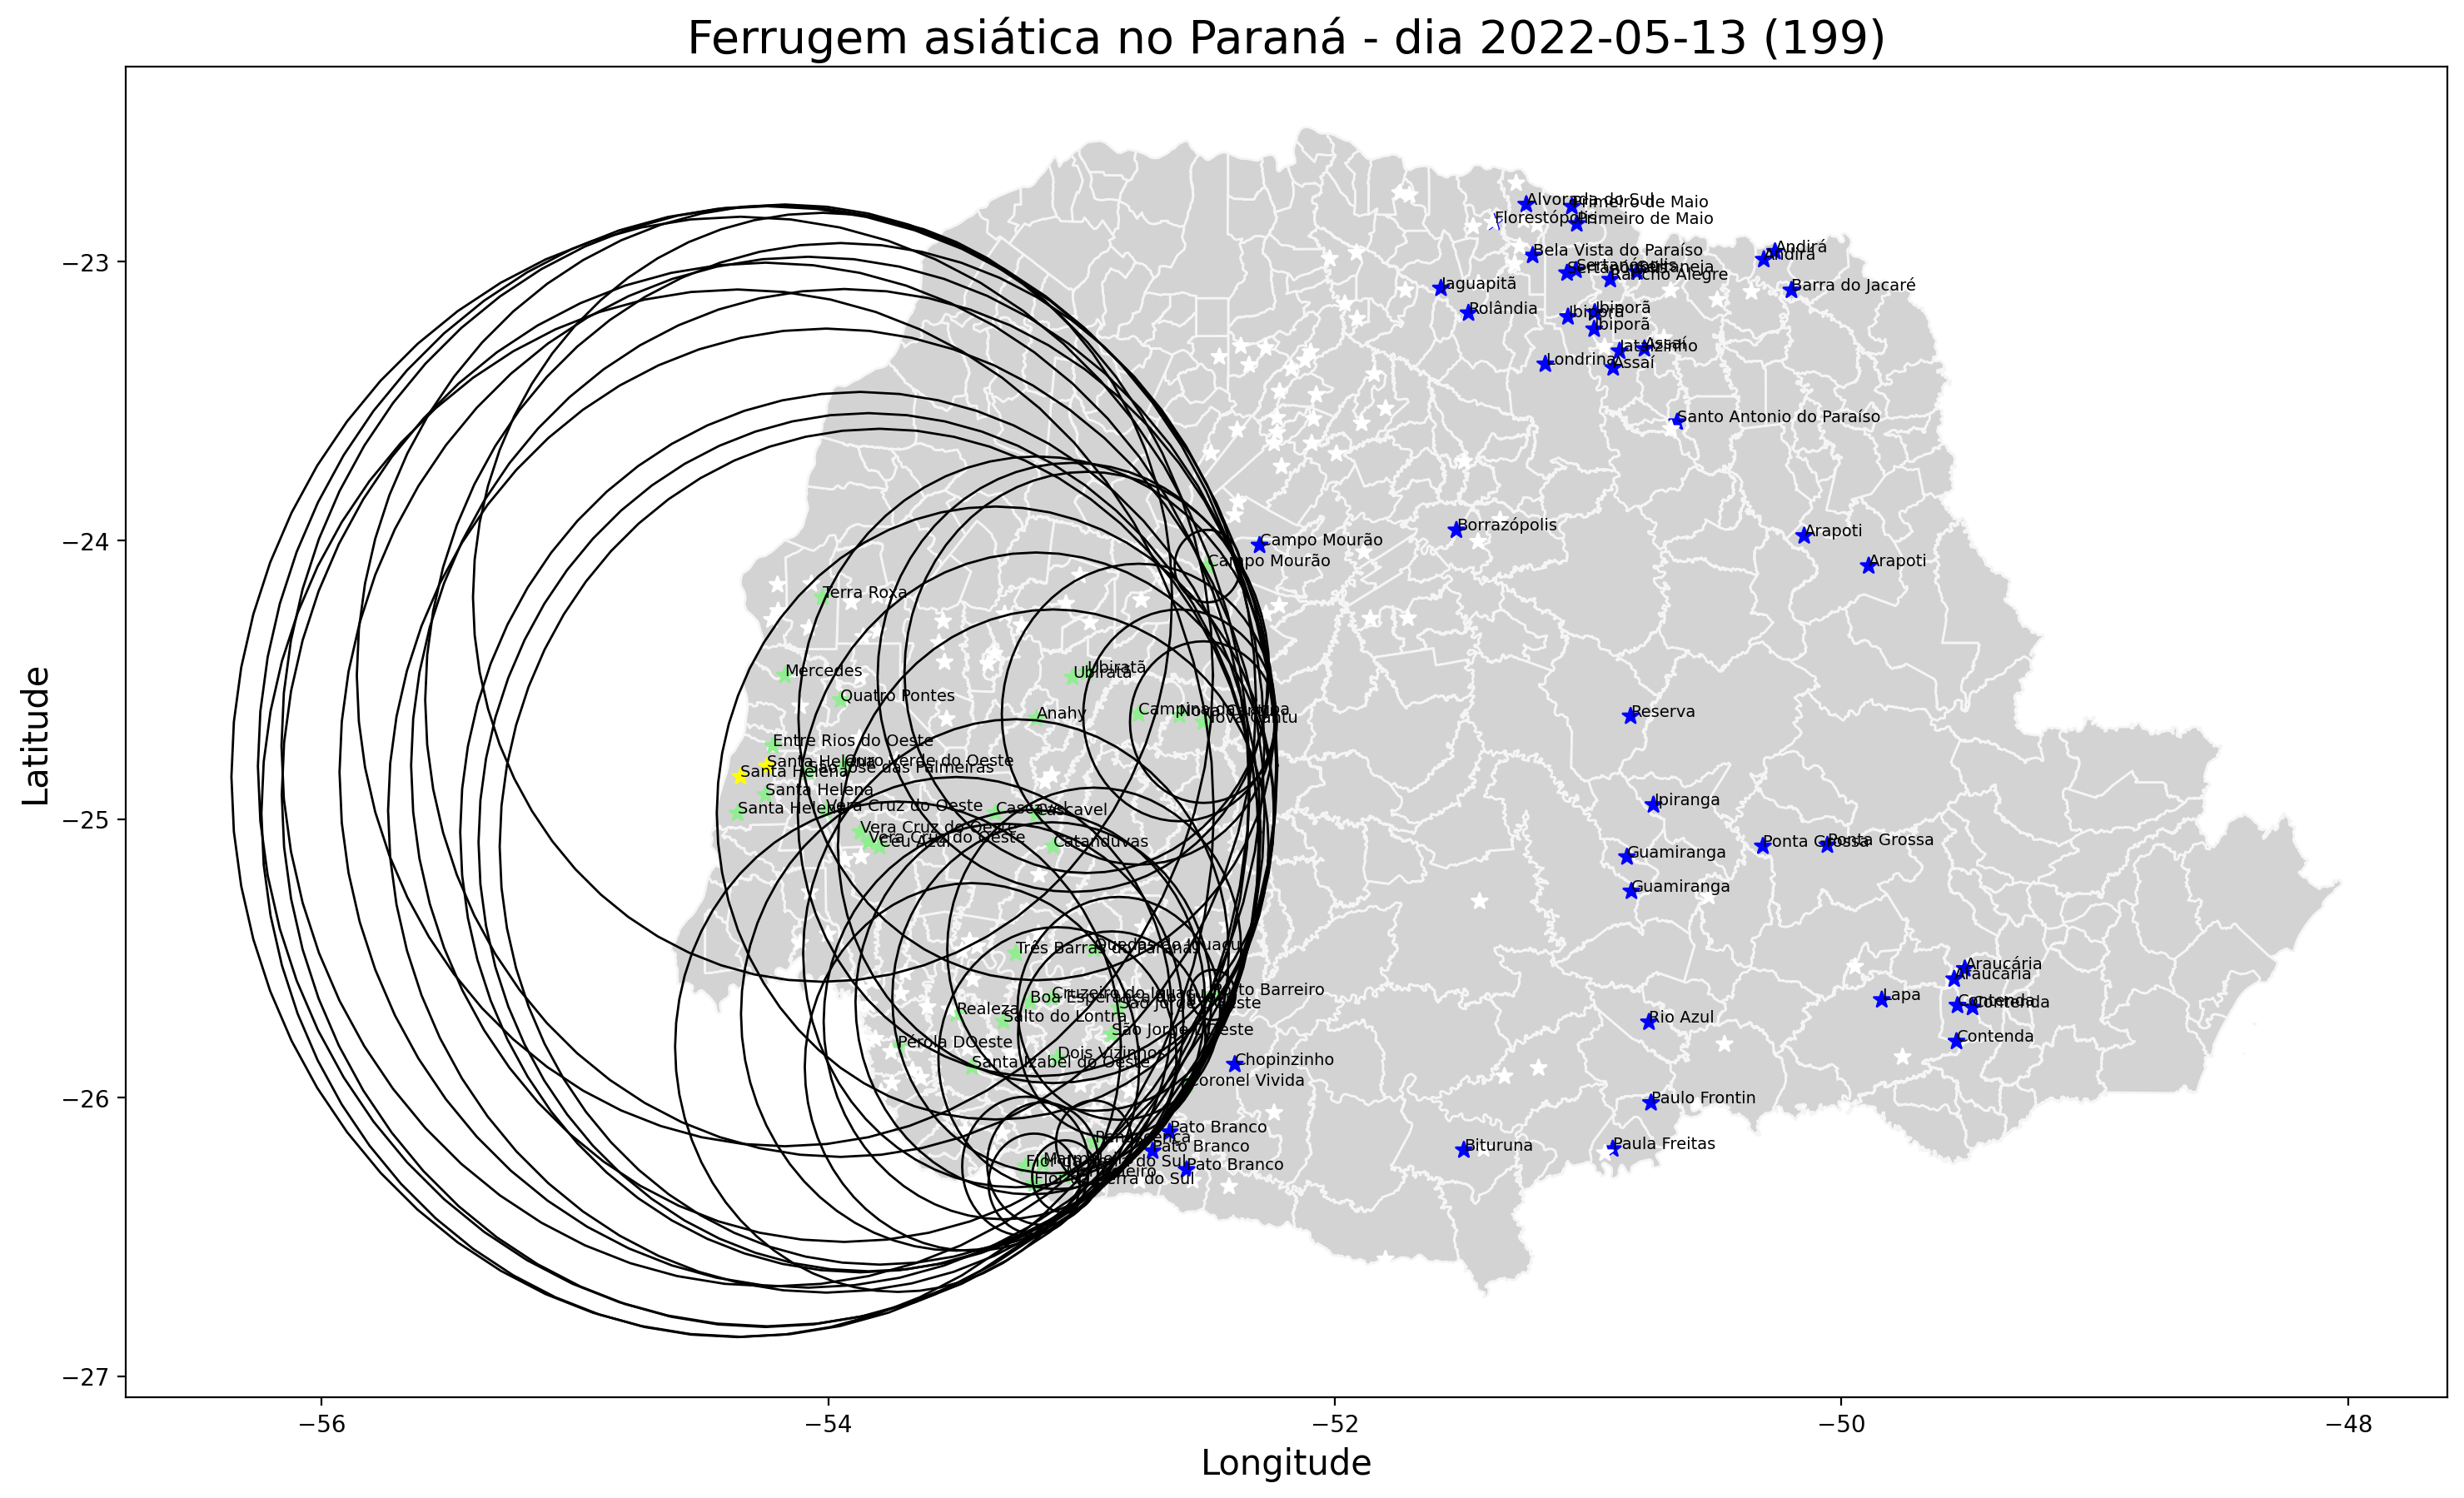 Ferrugem asiática no Paraná - dia 2022-05-13 (199)
Latitude
−23
−24
−25
−26
−27
Alvorada do Sul
Primeiro de Maio
Florestópolis
Primeiro de Maio
Andirá
Andirá
Bela Vista do Paraíso
Sertanópolis
Sertanópolis
Sertaneja
Rancho Alegre
Jaguapitã
Barra do Jacaré
Rolândia
Ibiporã
Ibiporã
Ibiporã
Assaí
Jataizinho
Londrina
Assaí
Santo Antonio do Paraíso
Borrazópolis
Arapoti
Campo Mourão
Campo Mourão
Arapoti
Terra Roxa
Mercedes
Ubiratã
Ubiratã
Quatro Pontes
Anahy
Campina da Lagoa
Nova Cantu
Nova Cantu
Reserva
Entre Rios do Oeste
Santa Helena
Ouro Verde do Oeste
São José das Palmeiras
Santa Helena
Santa Helena
Santa Helena
Vera Cruz do Oeste
Cascavel
Cascavel
Ipiranga
Vera Cruz do Oeste
Vera Cruz do Oeste
Céu Azul
Catanduvas
Ponta Grossa
Ponta Grossa
Guamiranga
Guamiranga
Três Barras do Paraná
Quedas do Iguaçu
Araucária
Araucária
Porto Barreiro
Cruzeiro do Iguaçu
Boa Esperança do Iguaçu
São Jorge DOeste
Lapa
Contenda
Contenda
Realeza
Salto do Lontra
Rio Azul
São Jorge DOeste
Contenda
Pérola DOeste
Dois Vizinhos
Santa Izabel do Oeste
Chopinzinho
Coronel Vivida
Paulo Frontin
Pato Branco
Renascença
Pato Branco
Bituruna
Paula Freitas
Marmeleiro
Flor da Serra do Sul
Pato Branco
Marmeleiro
Flor da Serra do Sul
−56
−54
−52
−50
−48
Longitude